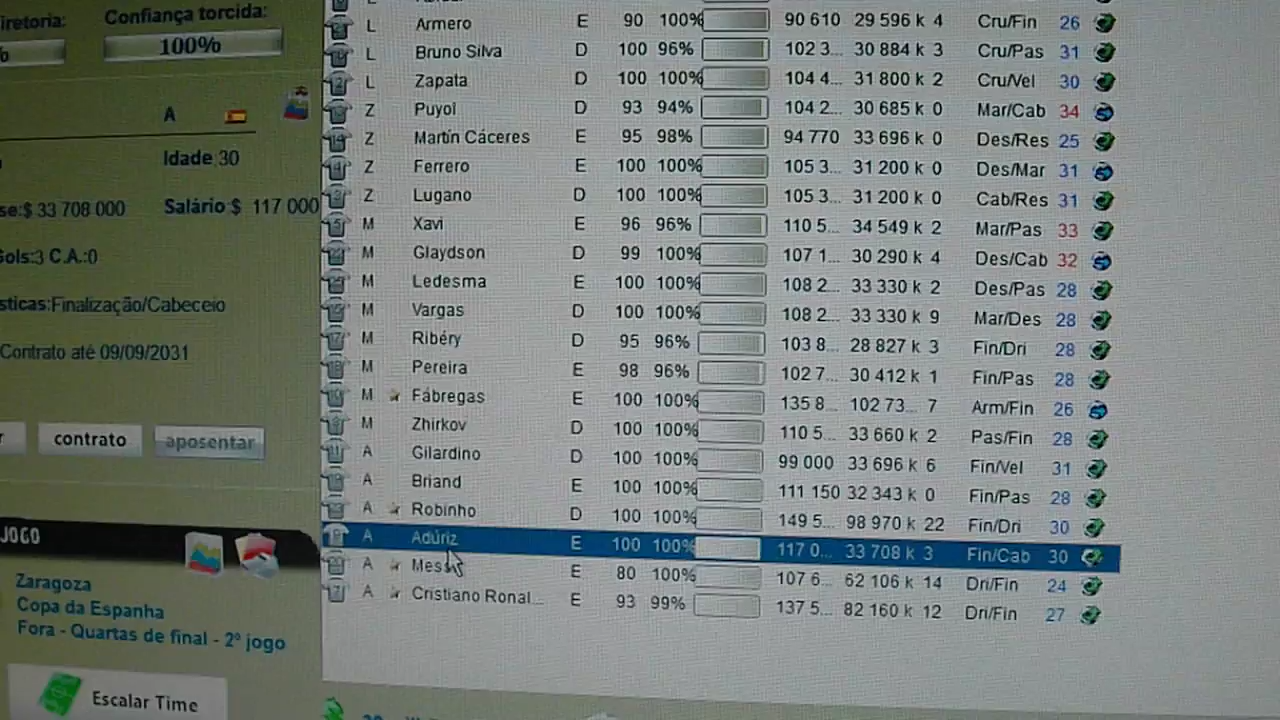 iretoria:
Confiança torcida:
%
100%
A
Idade 30
se:$ 33 708 000
Salário:$ 117 000
Gols:3 C.A.:0
sticas:Finalização/Cabeceio
Contrato até 09/09/2031
r
contrato
aposentar
JOGO
Zaragoza
Copa da Espanha
Fora - Quartas de final - 2º jogo
Escalar Time
L Armero E 90 100% 90 610 29 596 k 4 Cru/Fin 26
L Bruno Silva D 100 96% 102 3... 30 884 k 3 Cru/Pas 31
L Zapata D 100 100% 104 4... 31 800 k 2 Cru/Vel 30
Z Puyol D 93 94% 104 2... 30 685 k 0 Mar/Cab 34
Z Martín Cáceres E 95 98% 94 770 33 696 k 0 Des/Res 25
Z Ferrero E 100 100% 105 3... 31 200 k 0 Des/Mar 31
Z Lugano D 100 100% 105 3... 31 200 k 0 Cab/Res 31
M Xavi E 96 96% 110 5... 34 549 k 2 Mar/Pas 33
M Glaydson D 99 100% 107 1... 30 290 k 4 Des/Cab 32
M Ledesma E 100 100% 108 2... 33 330 k 2 Des/Pas 28
M Vargas D 100 100% 108 2... 33 330 k 9 Mar/Des 28
M Ribéry D 95 96% 103 8... 28 827 k 3 Fin/Dri 28
M Pereira E 98 96% 102 7... 30 412 k 1 Fin/Pas 28
M Fábregas E 100 100% 135 8... 102 73... 7 Arm/Fin 26
M Zhirkov D 100 100% 110 5... 33 660 k 2 Pas/Fin 28
A Gilardino D 100 100% 99 000 33 696 k 6 Fin/Vel 31
A Briand E 100 100% 111 150 32 343 k 0 Fin/Pas 28
A Robinho D 100 100% 149 5... 98 970 k 22 Fin/Dri 30
A Adúriz E 100 100% 117 0... 33 708 k 3 Fin/Cab 30
A Mess E 80 100% 107 6... 62 106 k 14 Dri/Fin 24
A Cristiano Ronal... E 93 99% 137 5... 82 160 k 12 Dri/Fin 27